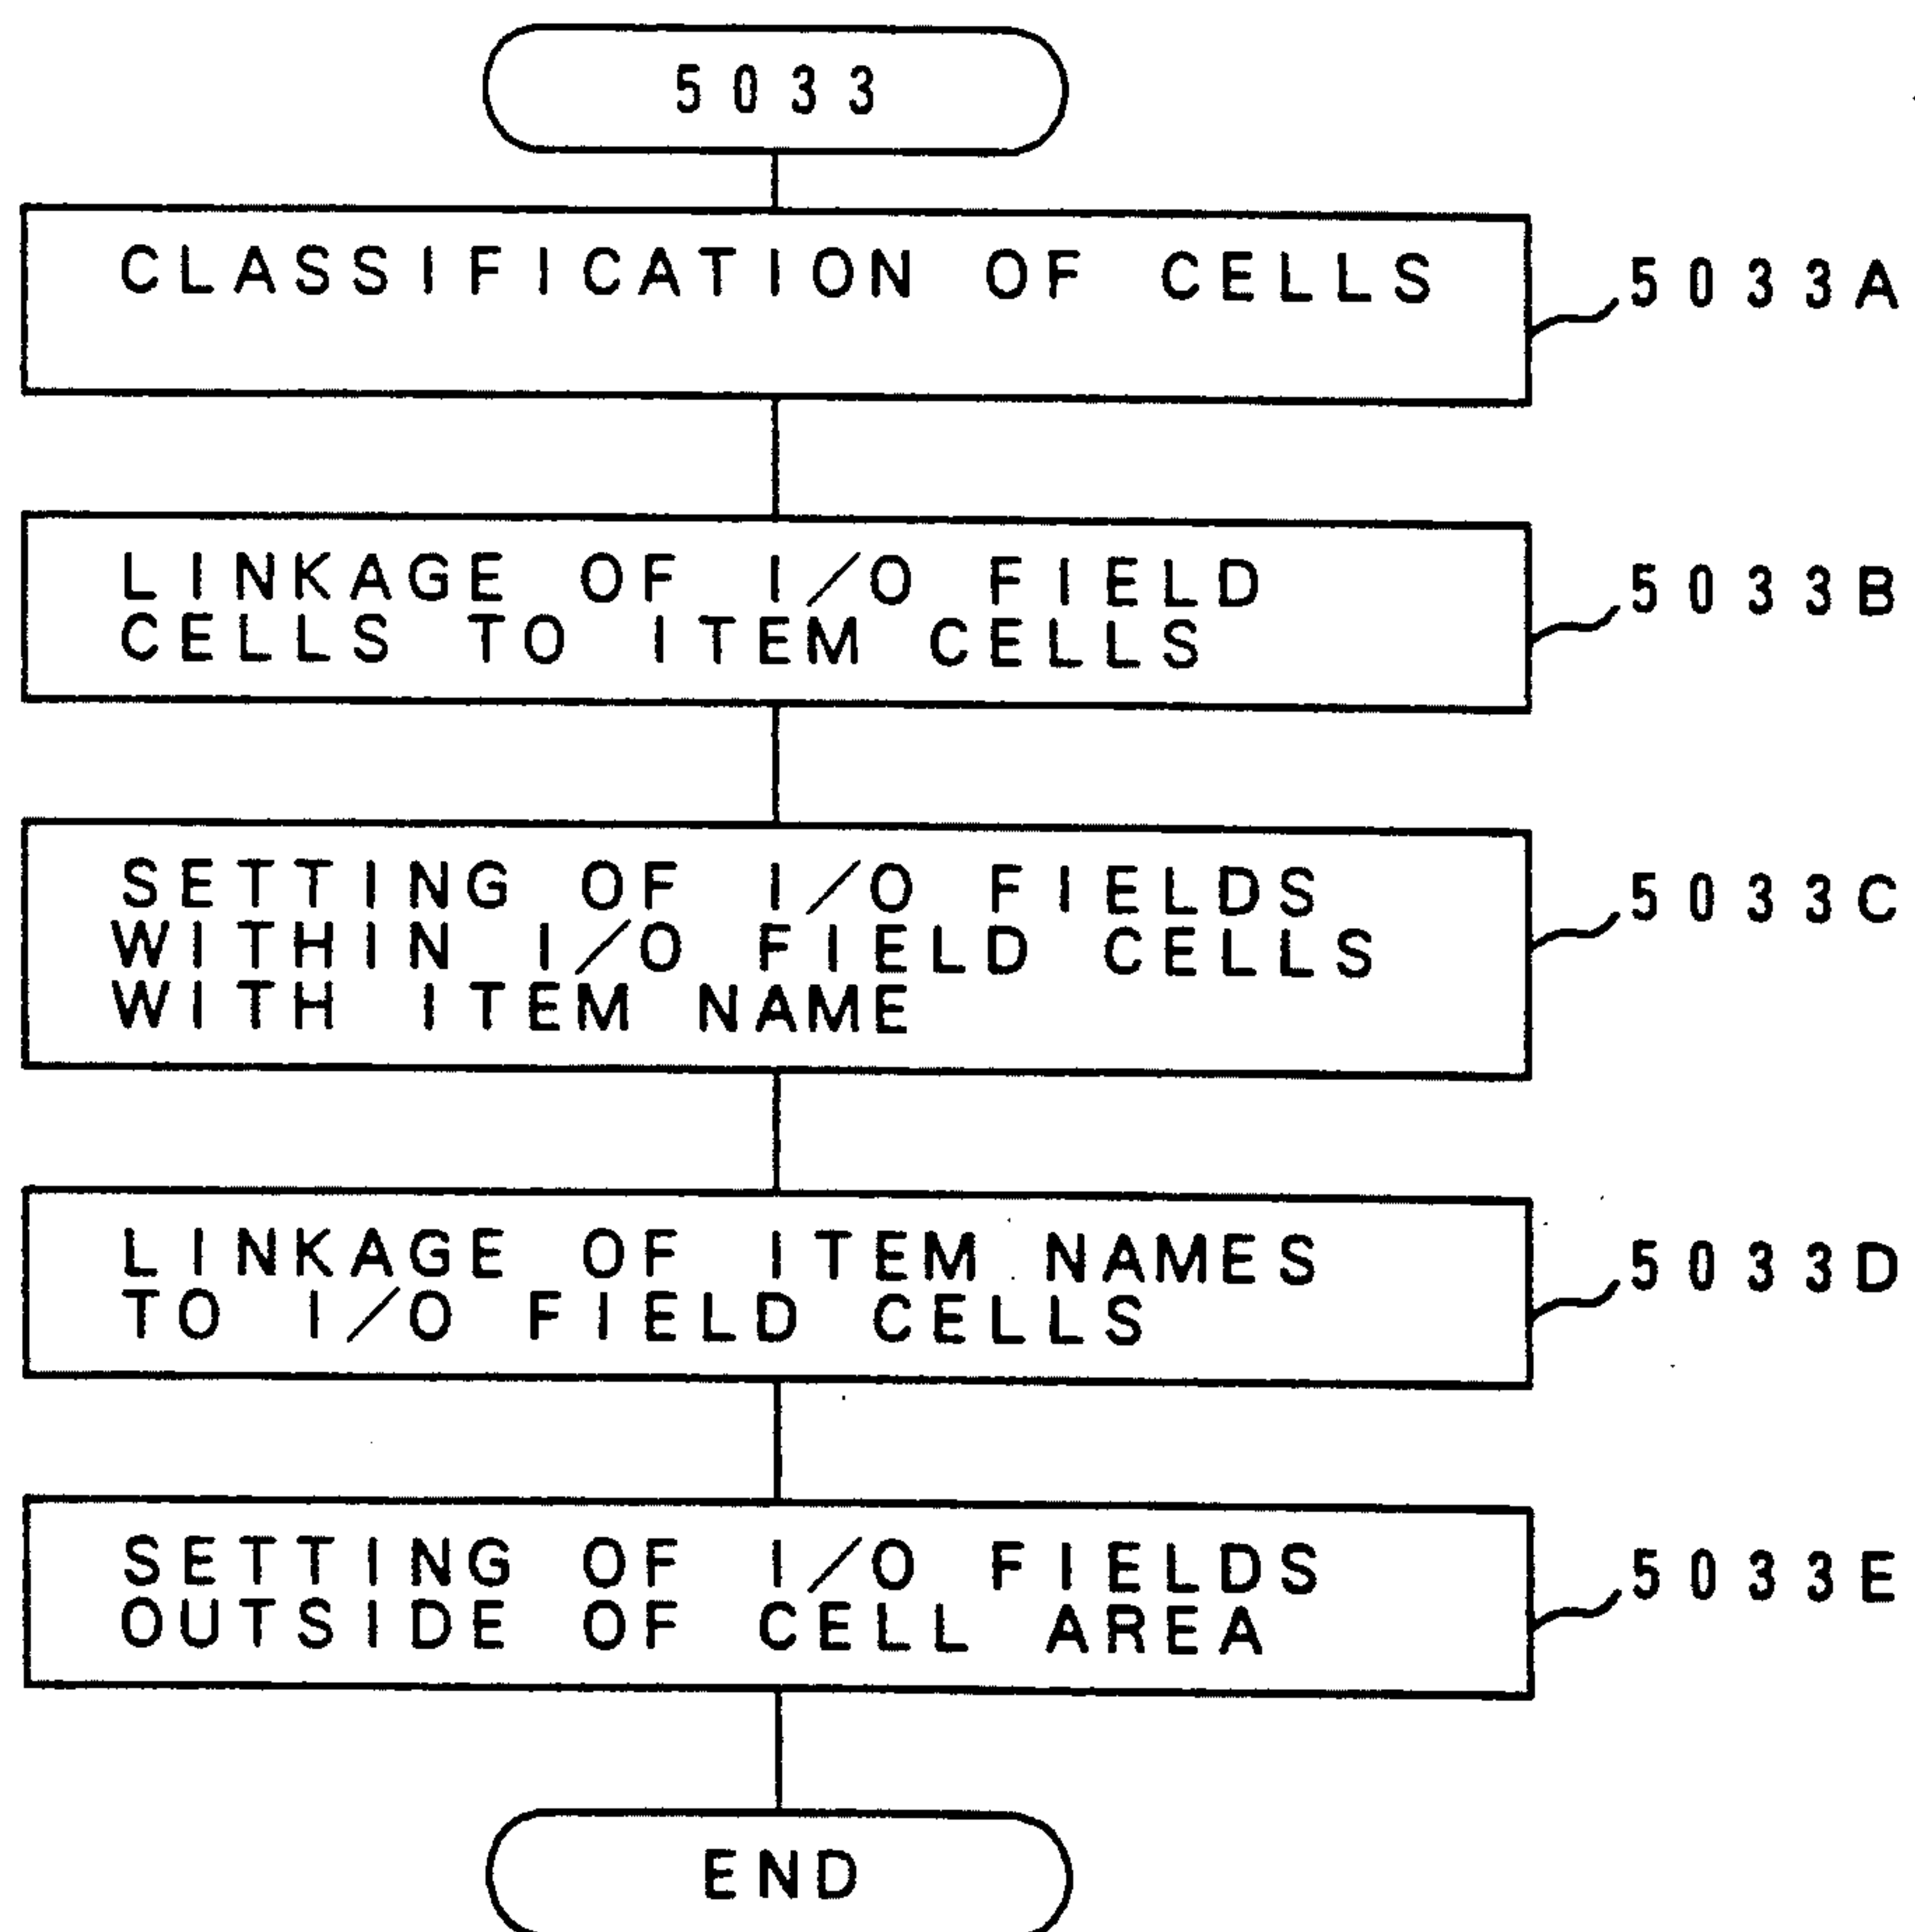 5033
CLASSIFICATION OF CELLS
5033A
LINKAGE OF I/O FIELD
CELLS TO ITEM CELLS
5033B
SETTING OF I/O FIELDS
WITHIN I/O FIELD CELLS
WITH ITEM NAME
5033C
LINKAGE OF ITEM NAMES
TO I/O FIELD CELLS
5033D
SETTING OF I/O FIELDS
OUTSIDE OF CELL AREA
5033E
END